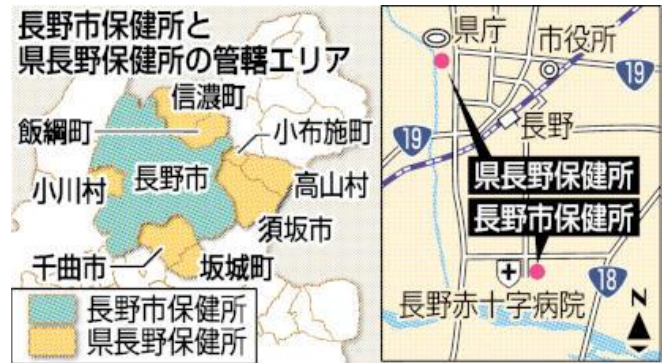 長野市保健所と
県長野保健所の管轄エリア
信濃町
飯綱町
小布施町
小川村
長野市
高山村
須坂市
千曲市
坂城町
長野市保健所
県長野保健所
県庁
市役所
19
長野
19
県長野保健所
長野市保健所
18
長野赤十字病院
N